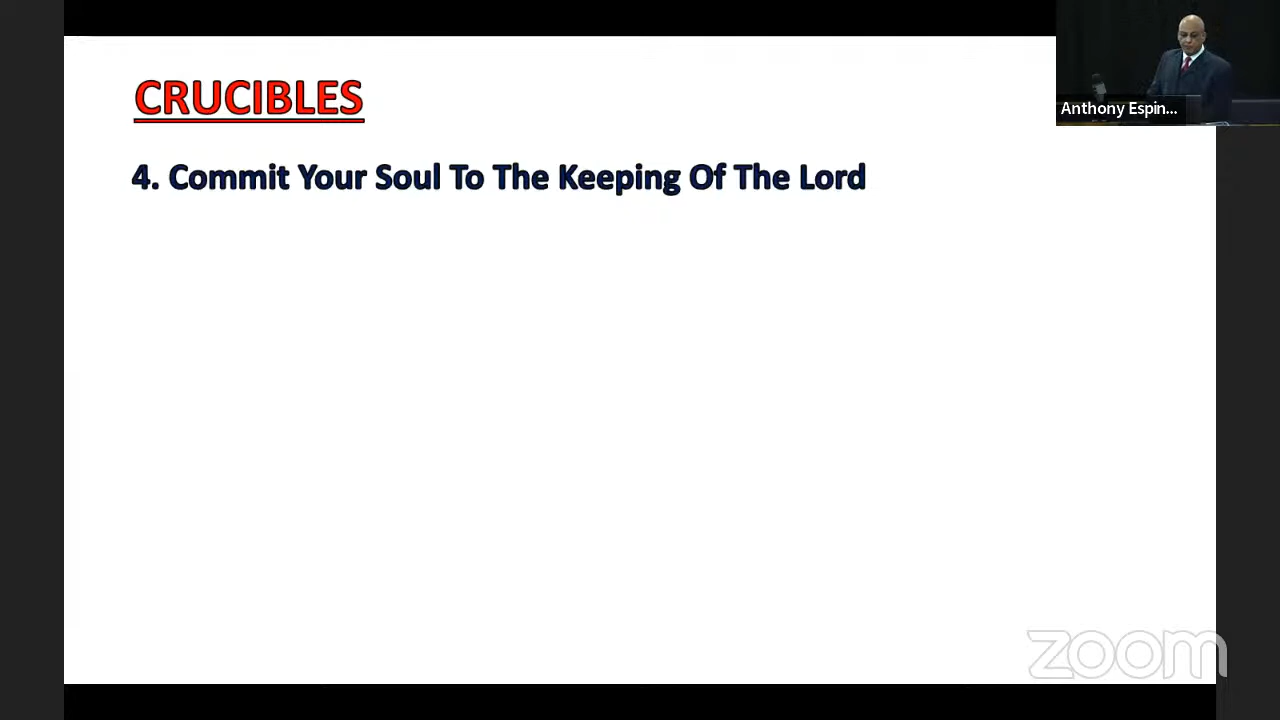 CRUCIBLES
4. Commit Your Soul To The Keeping Of The Lord
Anthony Espin...
zoom